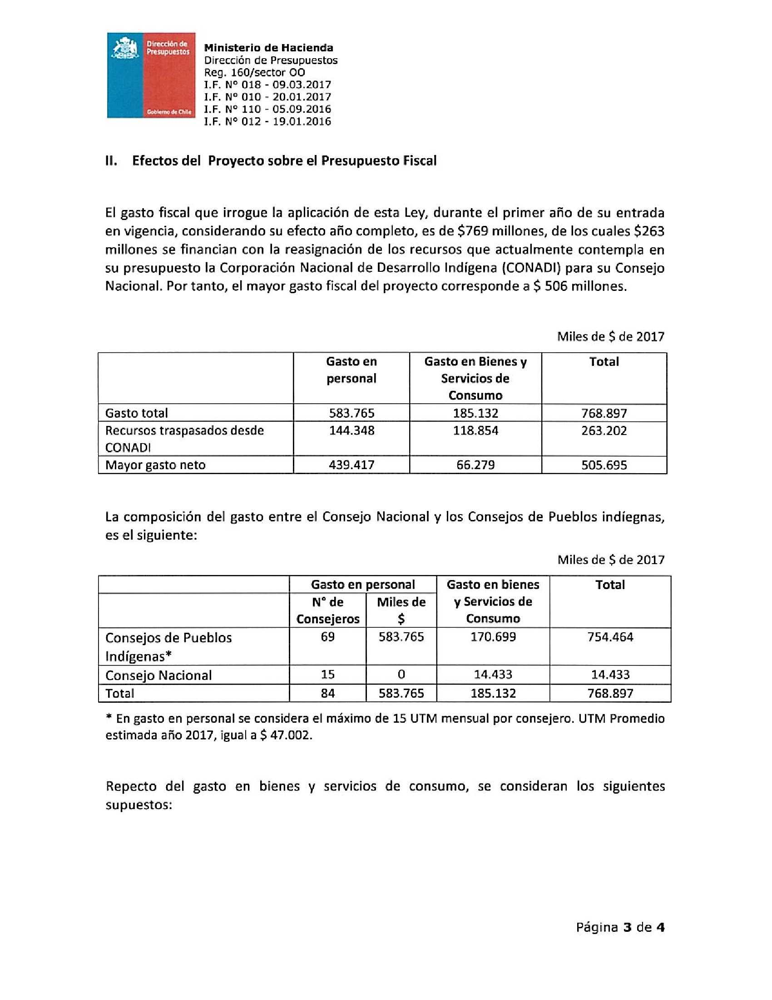 Dirección de
Presupuestos
Gobierno de Chile
Ministerio de Hacienda
Dirección de Presupuestos
Reg. 160/sector OO
I.F. N° 018 - 09.03.2017
I.F. N° 010 - 20.01.2017
I.F. N° 110 - 05.09.2016
I.F. N° 012 - 19.01.2016
II. Efectos del Proyecto sobre el Presupuesto Fiscal
El gasto fiscal que irrogue la aplicación de esta Ley, durante el primer año de su entrada
en vigencia, considerando su efecto año completo, es de $769 millones, de los cuales $263
millones se financian con la reasignación de los recursos que actualmente contempla en
su presupuesto la Corporación Nacional de Desarrollo Indígena (CONADI) para su Consejo
Nacional. Por tanto, el mayor gasto fiscal del proyecto corresponde a $ 506 millones.
Miles de $ de 2017
Gasto en Gasto en Bienes y Total
personal Servicios de
Consumo
Gasto total 583.765 185.132 768.897
Recursos traspasados desde 144.348 118.854 263.202
CONADI
Mayor gasto neto 439.417 66.279 505.695
La composición del gasto entre el Consejo Nacional y los Consejos de Pueblos indíegnas,
es el siguiente:
Miles de $ de 2017
Gasto en personal Gasto en bienes Total
N° de Miles de y Servicios de
Consejeros $ Consumo
Consejos de Pueblos 69 583.765 170.699 754.464
Indígenas*
Consejo Nacional 15 0 14.433 14.433
Total 84 583.765 185.132 768.897
* En gasto en personal se considera el máximo de 15 UTM mensual por consejero. UTM Promedio
estimada año 2017, igual a $ 47.002.
Repecto del gasto en bienes y servicios de consumo, se consideran los siguientes
supuestos:
Página 3 de 4